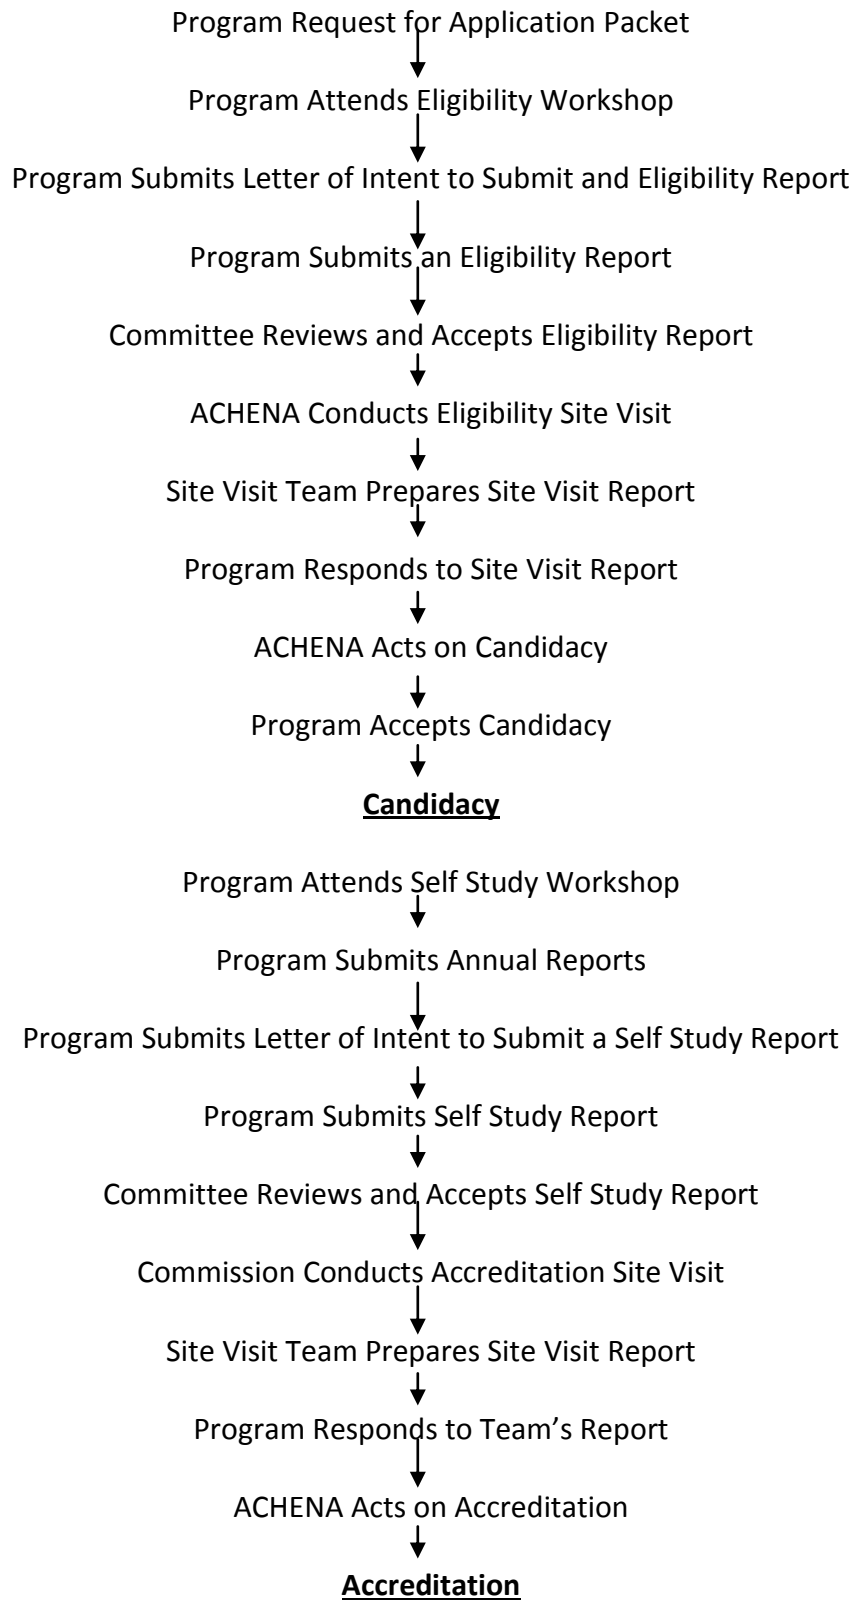 Program Request for Application Packet
Program Attends Eligibility Workshop
Program Submits Letter of Intent to Submit and Eligibility Report
Program Submits an Eligibility Report
Committee Reviews and Accepts Eligibility Report
ACHENA Conducts Eligibility Site Visit
Site Visit Team Prepares Site Visit Report
Program Responds to Site Visit Report
ACHENA Acts on Candidacy
Program Accepts Candidacy
Candidacy
Program Attends Self Study Workshop
Program Submits Annual Reports
Program Submits Letter of Intent to Submit a Self Study Report
Program Submits Self Study Report
Committee Reviews and Accepts Self Study Report
Commission Conducts Accreditation Site Visit
Site Visit Team Prepares Site Visit Report
Program Responds to Team’s Report
ACHENA Acts on Accreditation
Accreditation